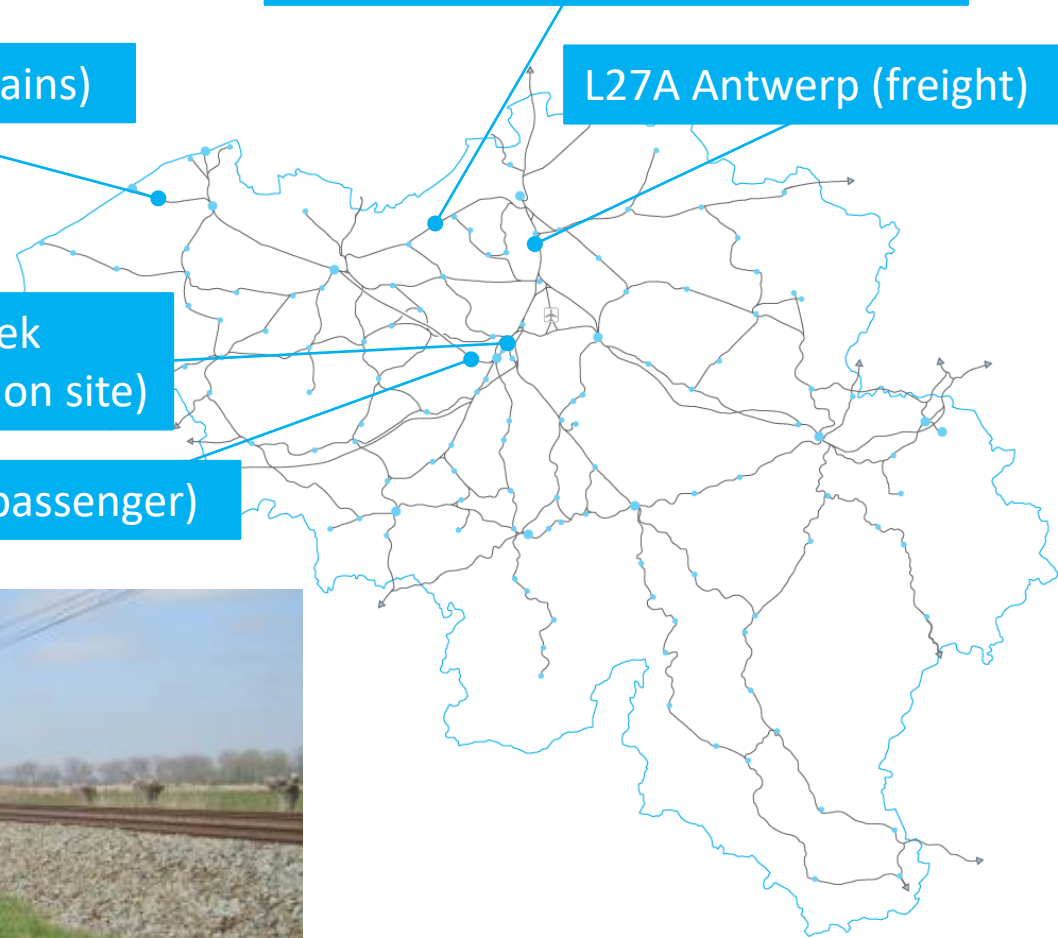 ains)
L27A Antwerp (freight)
ek
on site)
passenger)